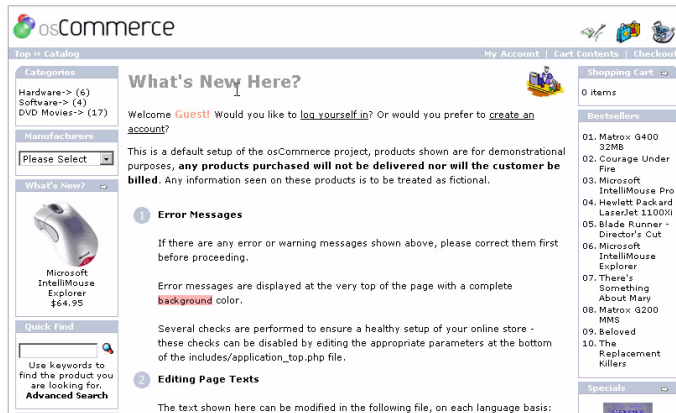 osCommerce
Top » Catalog
My Account | Cart Contents | Checkout
Categories
Hardware-> (6)
Software-> (4)
DVD Movies-> (17)
Manufacturers
Please Select
What's New?
Microsoft
IntelliMouse
Explorer
$64.95
Quick Find
Use keywords to
find the product you
are looking for.
Advanced Search
What's New Here?
Welcome Guest! Would you like to log yourself in? Or would you prefer to create an
account?
This is a default setup of the osCommerce project, products shown are for demonstrational
purposes, any products purchased will not be delivered nor will the customer be
billed. Any information seen on these products is to be treated as fictional.
1 Error Messages
If there are any error or warning messages shown above, please correct them first
before proceeding.
Error messages are displayed at the very top of the page with a complete
background color.
Several checks are performed to ensure a healthy setup of your online store -
these checks can be disabled by editing the appropriate parameters at the bottom
of the includes/application_top.php file.
2 Editing Page Texts
The text shown here can be modified in the following file, on each language basis:
Shopping Cart
0 items
Bestsellers
01. Matrox G400
32MB
02. Courage Under
Fire
03. Microsoft
IntelliMouse Pro
04. Hewlett Packard
LaserJet 1100Xi
05. Blade Runner -
Director's Cut
06. Microsoft
IntelliMouse
Explorer
07. There's
Something
About Mary
08. Matrox G200
MMS
09. Beloved
10. The
Replacement
Killers
Specials